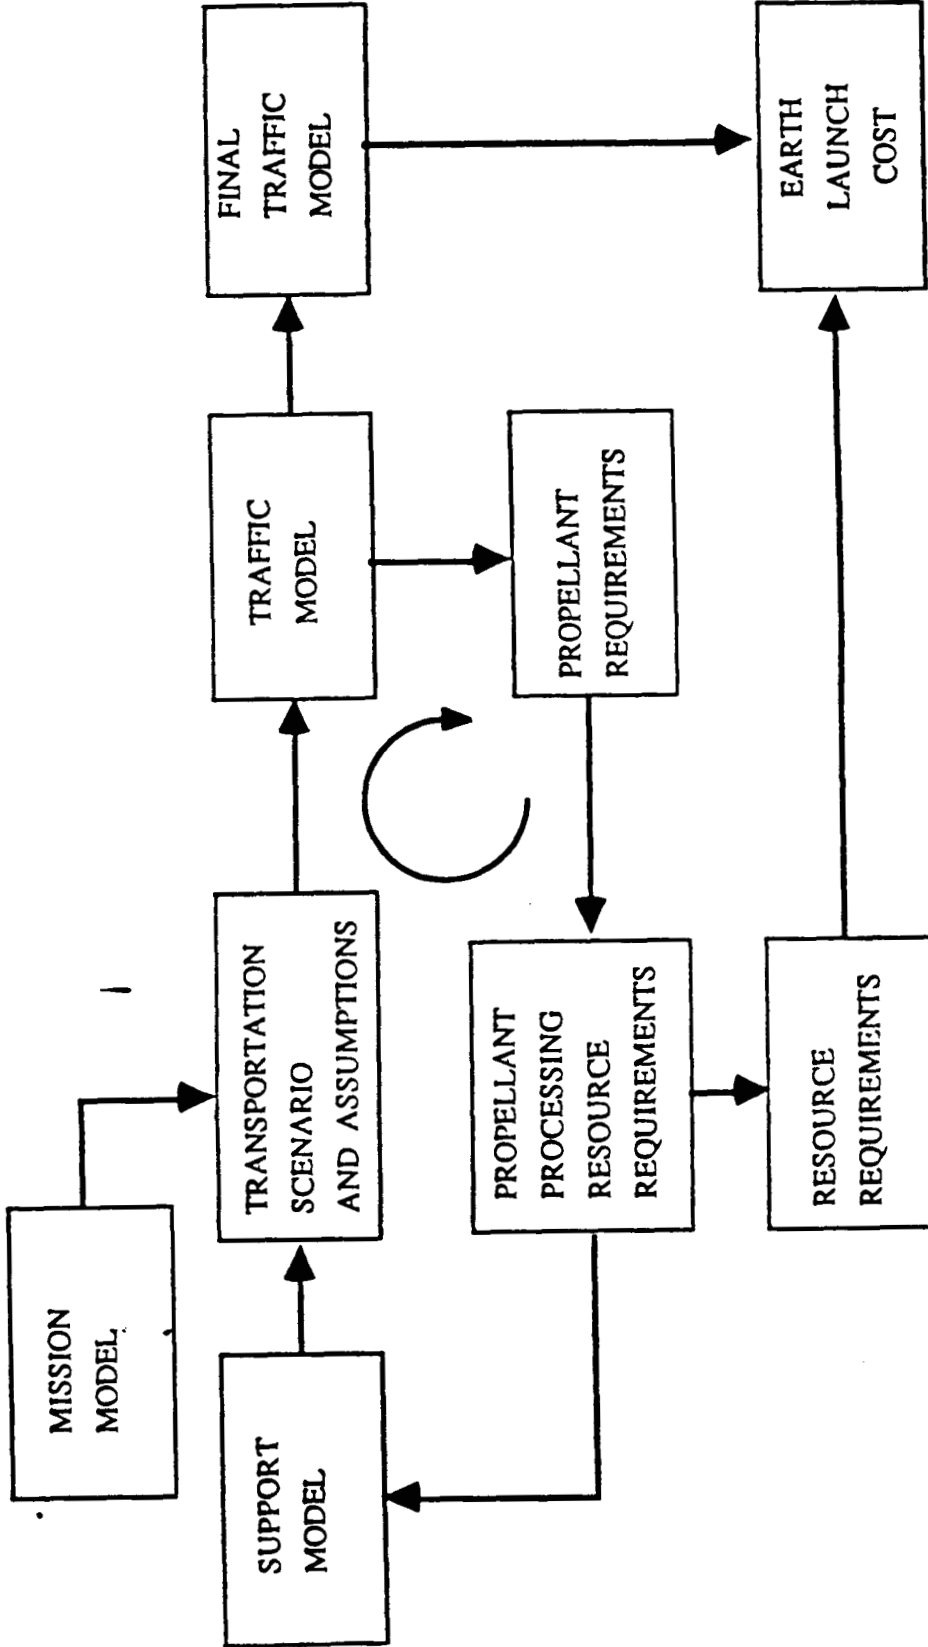 MISSION
MODEL
SUPPORT
MODEL
TRANSPORTATION
SCENARIO
AND ASSUMPTIONS
TRAFFIC
MODEL
FINAL
TRAFFIC
MODEL
PROPELLANT
PROCESSING
RESOURCE
REQUIREMENTS
PROPELLANT
REQUIREMENTS
RESOURCE
REQUIREMENTS
EARTH
LAUNCH
COST